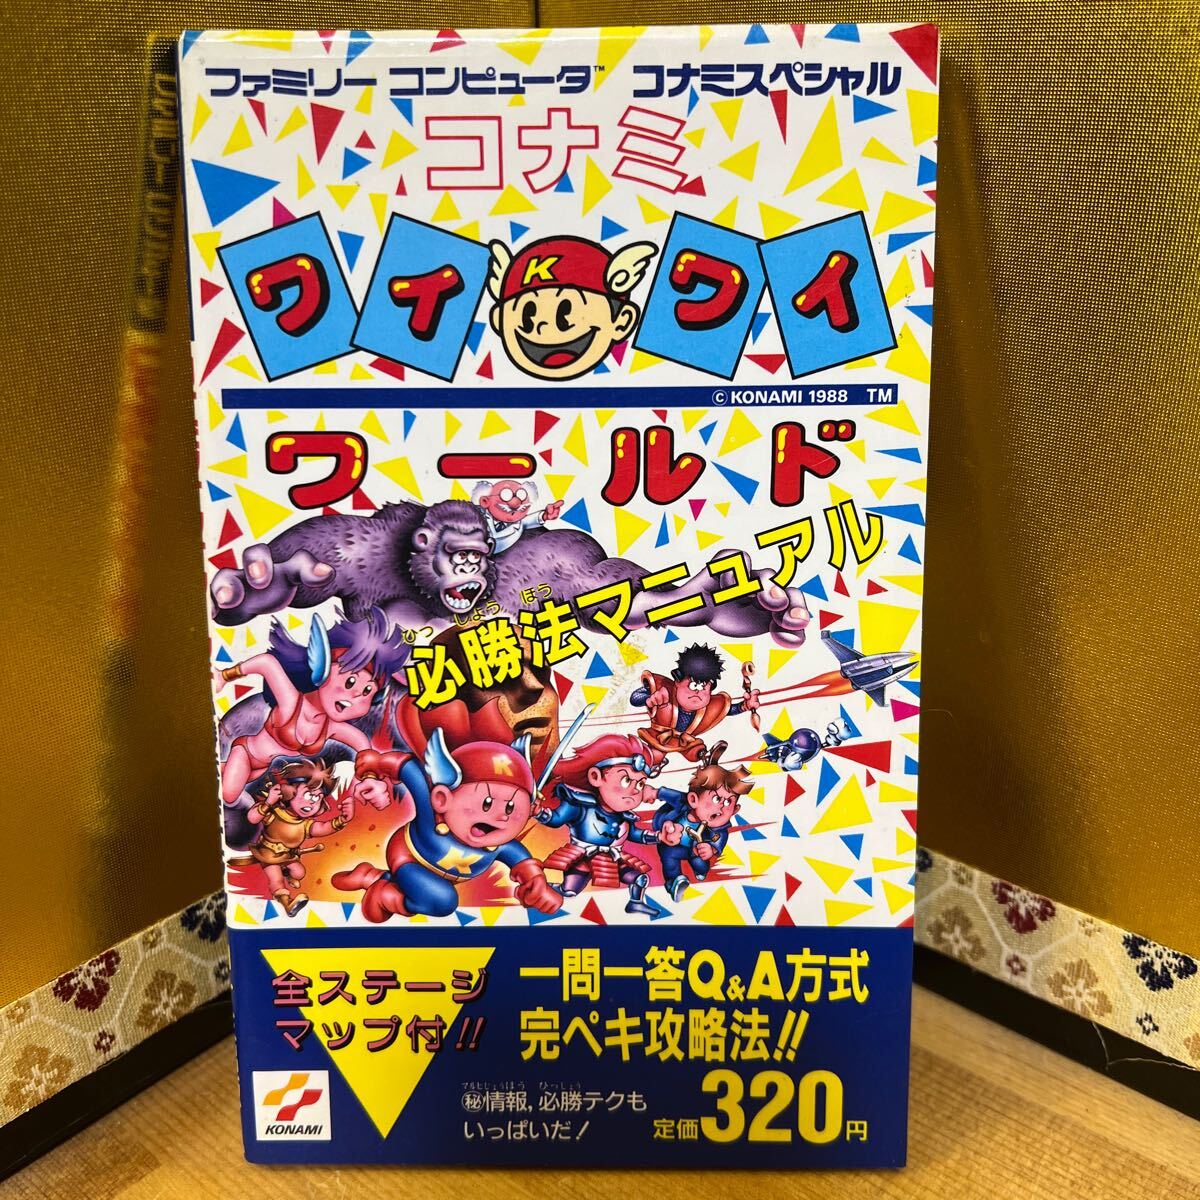 ファミリー コンピュータ™ コナミスペシャル
コナミ
ワイワイ
K
© KONAMI 1988 TM
ワールド
ひっしょうほう
必勝法マニュアル
K
K
全ステージ
マップ付!!
一問一答Q&A方式
完ペキ攻略法!!
マルヒじょうほう ひっしょう
㊙情報,必勝テクも
いっぱいだ!
定価320円
KONAMI